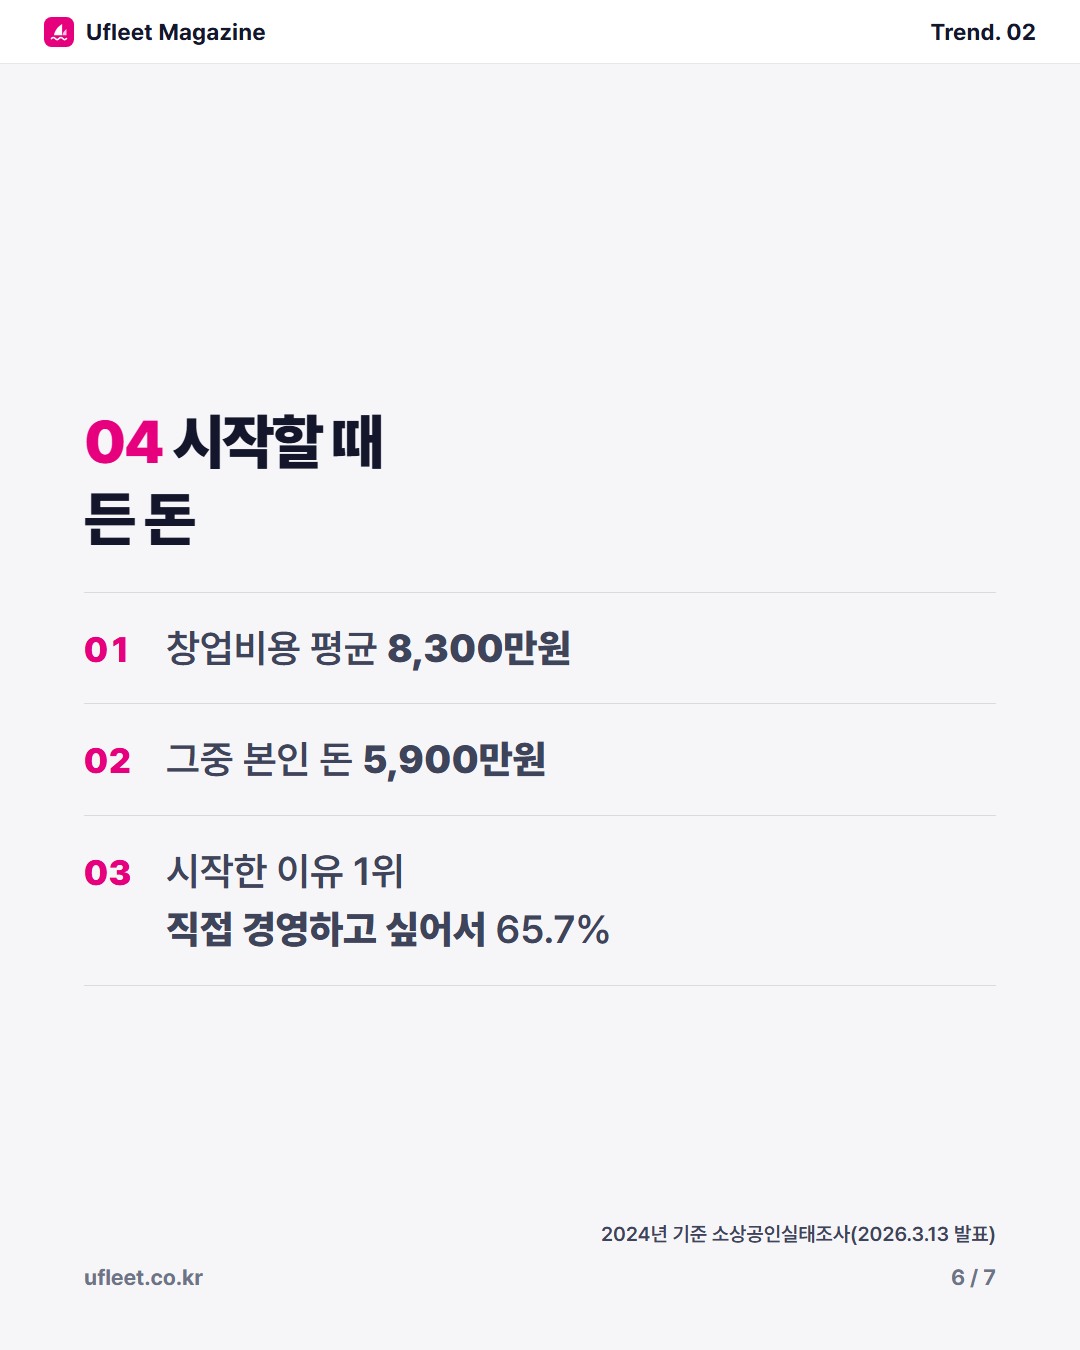 Ufleet Magazine
Trend. 02
04 시작할 때
든 돈
01 창업비용 평균 8,300만원
02 그중 본인 돈 5,900만원
03 시작한 이유 1위
직접 경영하고 싶어서 65.7%
2024년 기준 소상공인실태조사(2026.3.13 발표)
ufleet.co.kr
6 / 7